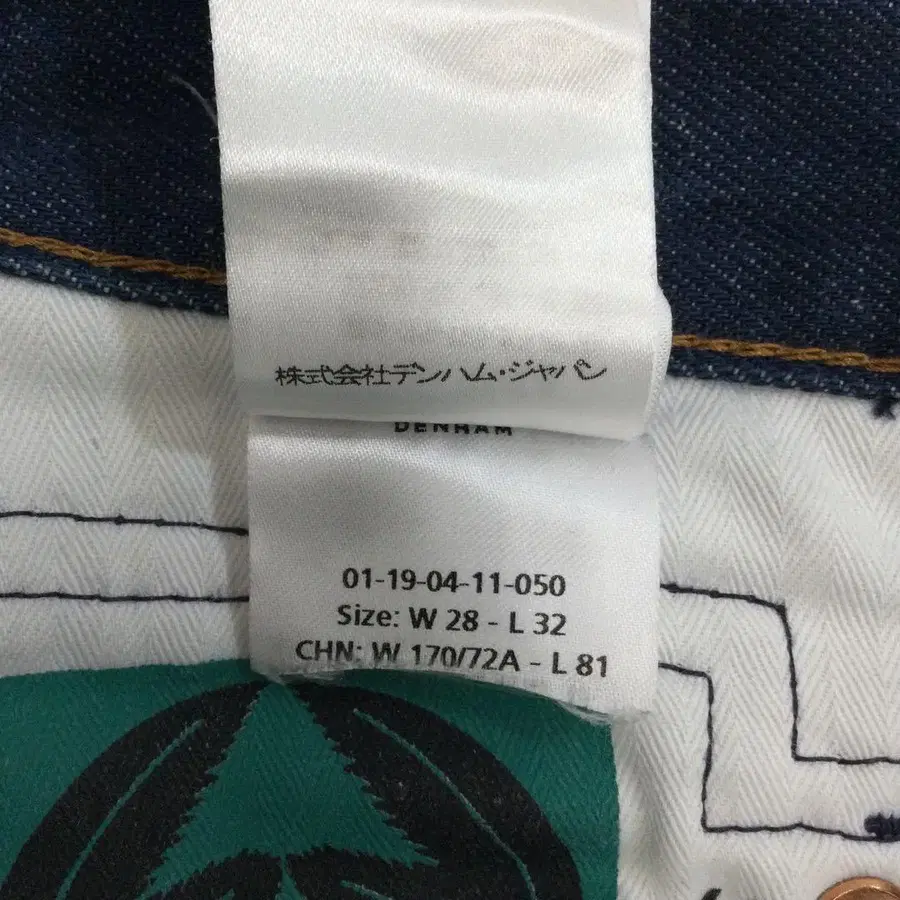 株式会社デンハム・ジャパン
DENHAM
01-19-04-11-050
Size: W 28 - L 32
CHN: W 170/72A - L 81